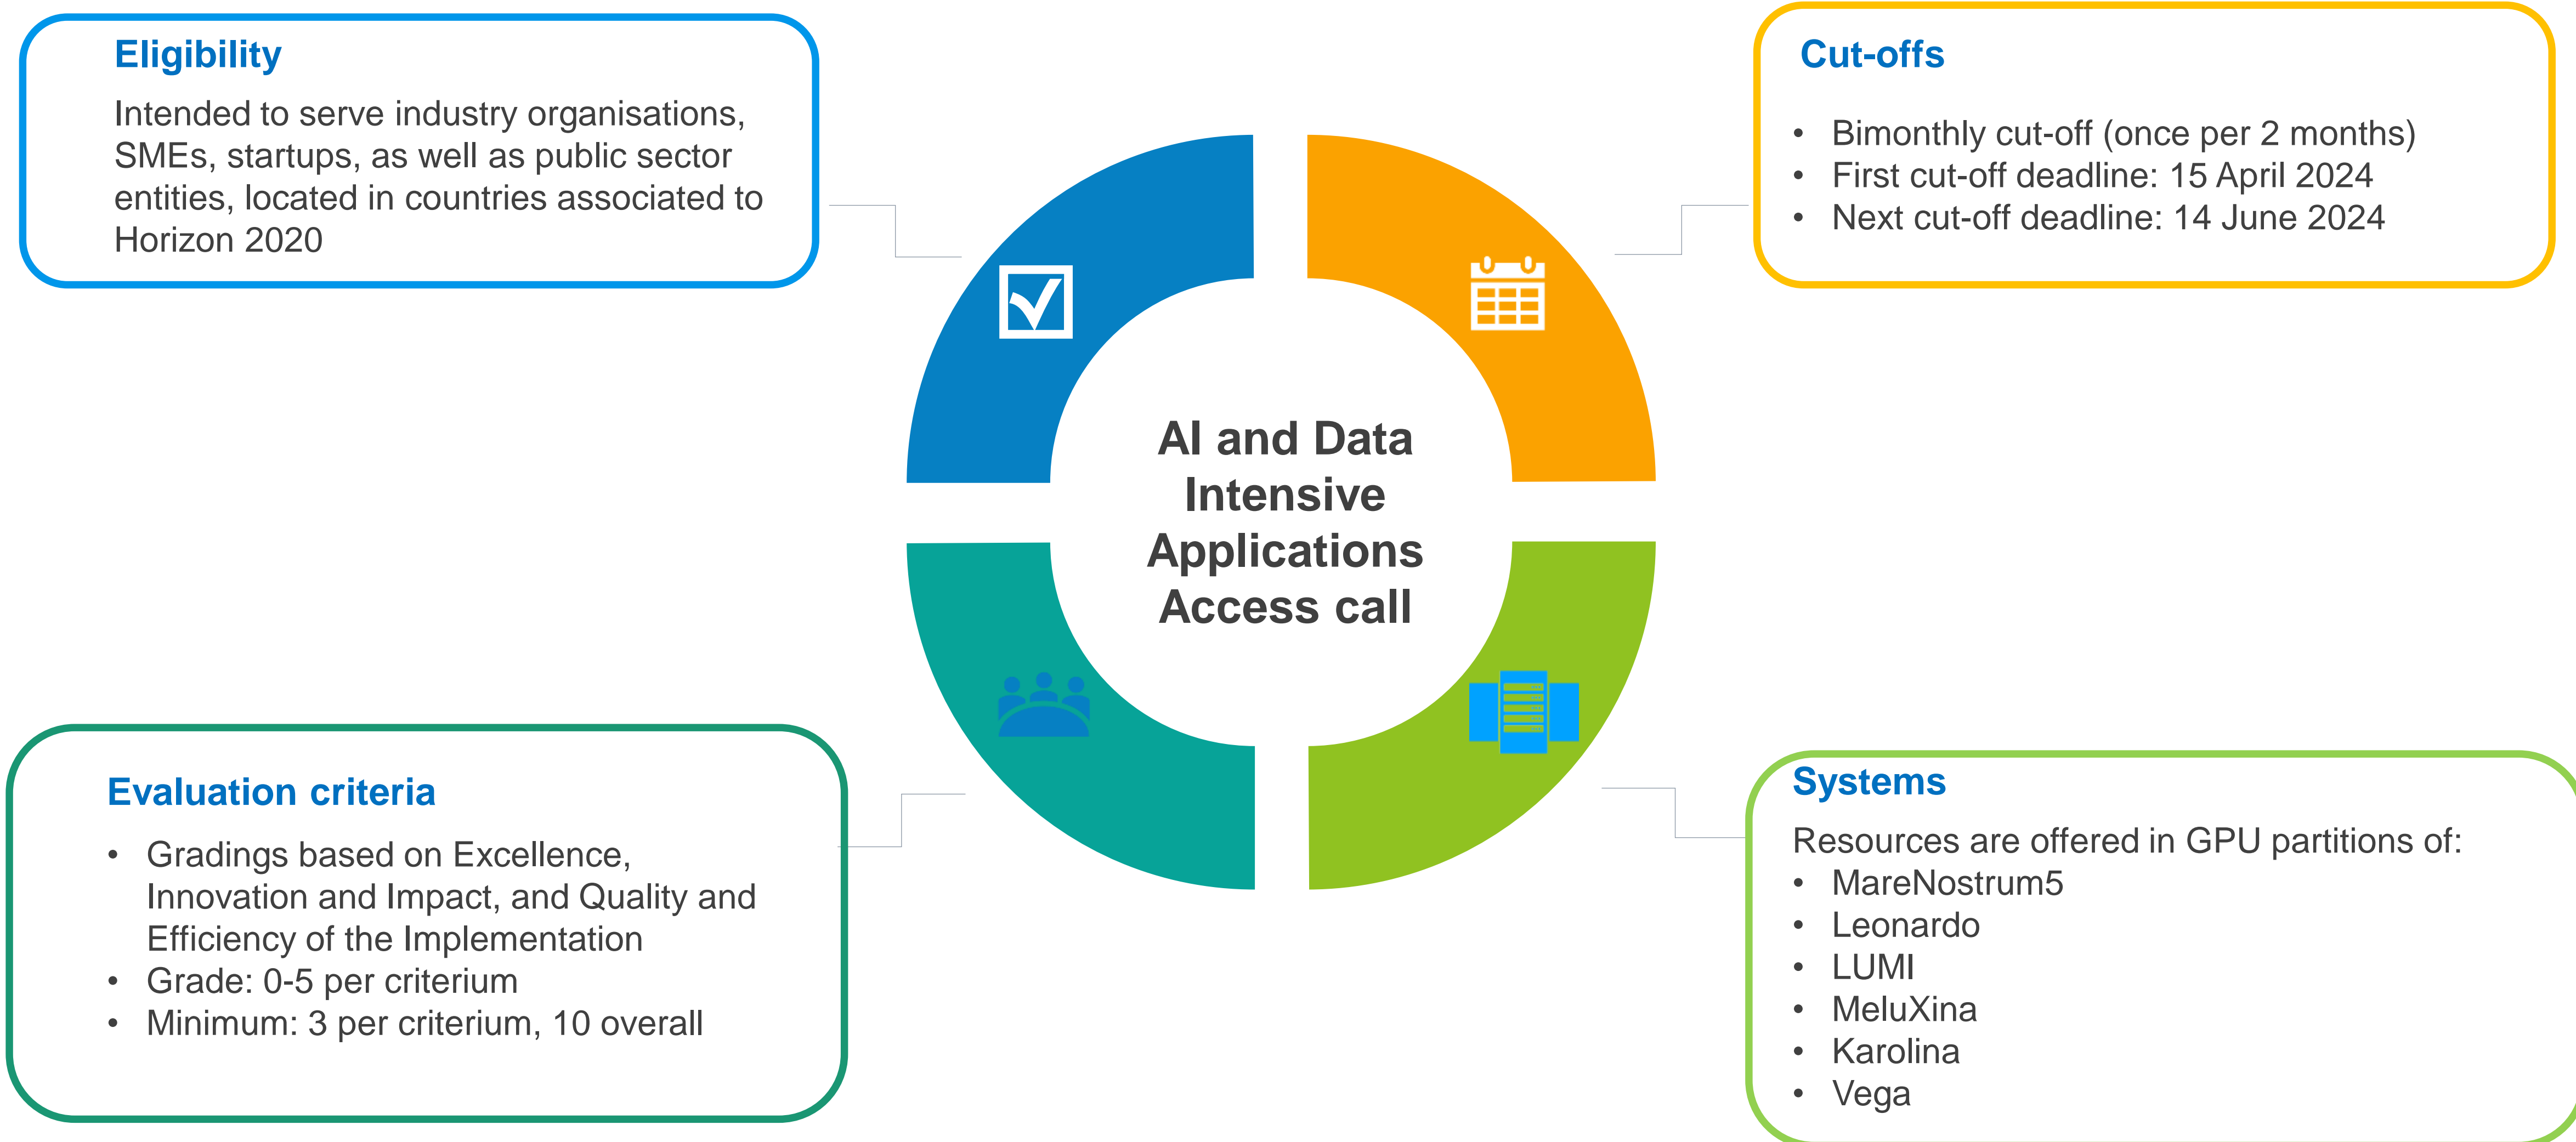 Eligibility
Intended to serve industry organisations,
SMEs, startups, as well as public sector
entities, located in countries associated to
Horizon 2020
Cut-offs
• Bimonthly cut-off (once per 2 months)
• First cut-off deadline: 15 April 2024
• Next cut-off deadline: 14 June 2024
AI and Data
Intensive
Applications
Access call
Evaluation criteria
• Gradings based on Excellence,
Innovation and Impact, and Quality and
Efficiency of the Implementation
• Grade: 0-5 per criterium
• Minimum: 3 per criterium, 10 overall
Systems
Resources are offered in GPU partitions of:
• MareNostrum5
• Leonardo
• LUMI
• MeluXina
• Karolina
• Vega